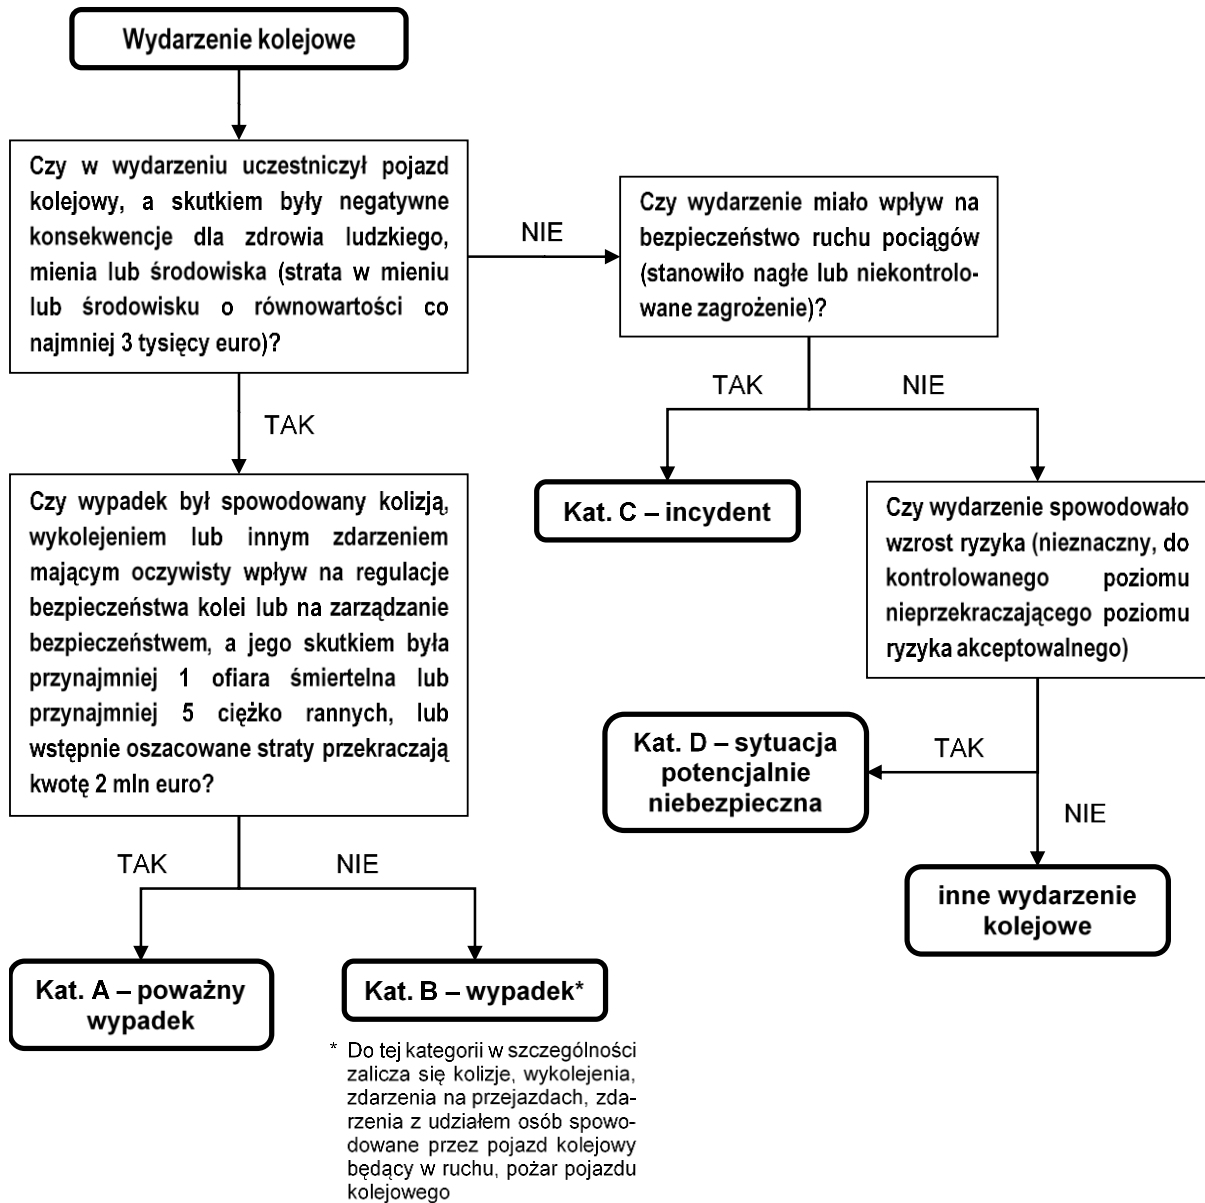 Wydarzenie kolejowe
Czy w wydarzeniu uczestniczył pojazd
kolejowy, a skutkiem były negatywne
konsekwencje dla zdrowia ludzkiego,
mienia lub środowiska (strata w mieniu
lub środowisku o równowartości co
najmniej 3 tysięcy euro)?
NIE
Czy wydarzenie miało wpływ na
bezpieczeństwo ruchu pociągów
(stanowiło nagłe lub niekontrolo-
wane zagrożenie)?
TAK
TAK
NIE
Czy wypadek był spowodowany kolizją,
wykolejeniem lub innym zdarzeniem
mającym oczywisty wpływ na regulacje
bezpieczeństwa kolei lub na zarządzanie
bezpieczeństwem, a jego skutkiem była
przynajmniej 1 ofiara śmiertelna lub
przynajmniej 5 ciężko rannych, lub
wstępnie oszacowane straty przekraczają
kwotę 2 mln euro?
Kat. C – incydent
Czy wydarzenie spowodowało
wzrost ryzyka (nieznaczny, do
kontrolowanego poziomu
nieprzekraczającego poziomu
ryzyka akceptowalnego)
Kat. D – sytuacja
potencjalnie
niebezpieczna
TAK
NIE
inne wydarzenie
kolejowe
TAK
NIE
Kat. A – poważny
wypadek
Kat. B – wypadek*
* Do tej kategorii w szczególności
zalicza się kolizje, wykolejenia,
zdarzenia na przejazdach, zda-
rzenia z udziałem osób spowo-
dowane przez pojazd kolejowy
będący w ruchu, pożar pojazdu
kolejowego